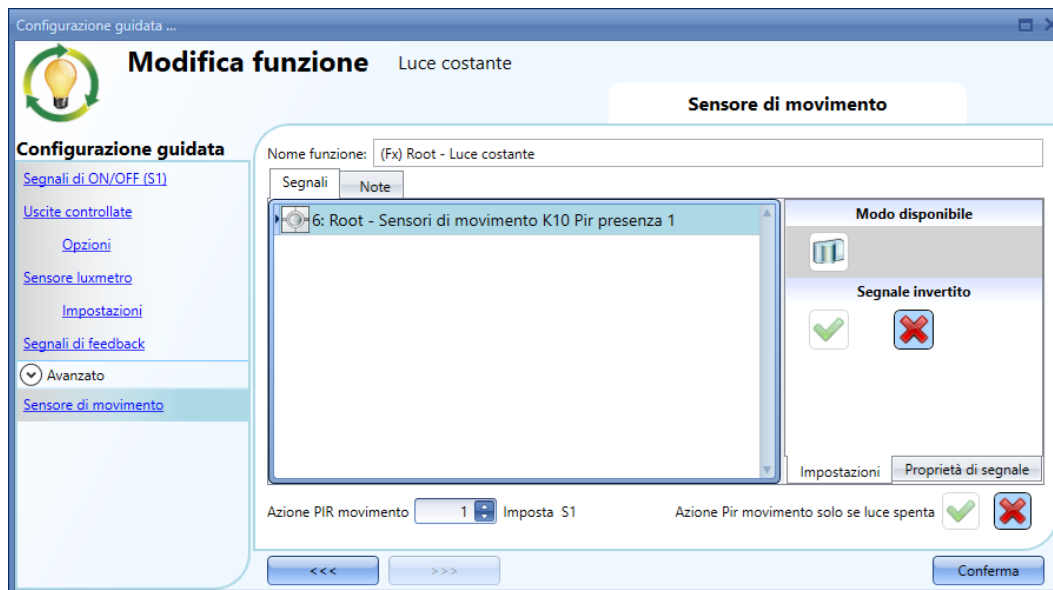 Configurazione guidata ...
Modifica funzione Luce costante
Sensore di movimento
Configurazione guidata
Segnali di ON/OFF (S1)
Uscite controllate
Opzioni
Sensore luxmetro
Impostazioni
Segnali di feedback
Avanzato
Sensore di movimento
Nome funzione: (Fx) Root - Luce costante
Segnali Note
6: Root - Sensori di movimento K10 Pir presenza 1
Modo disponibile
Segnale invertito
Impostazioni Proprietà di segnale
Azione PIR movimento 1 Imposta S1 Azione Pir movimento solo se luce spenta
<<< >>> Conferma